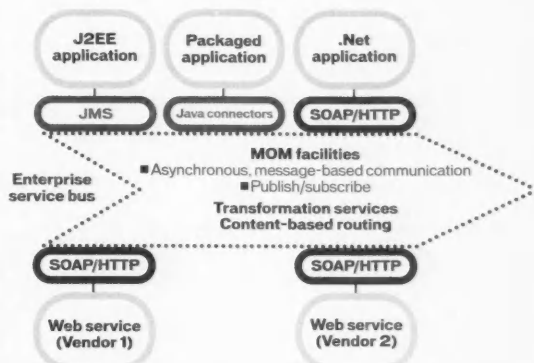 J2EE
application
Packaged
application
.Net
application
JMS
Java connectors
SOAP/HTTP
MOM facilities
■ Asynchronous, message-based communication
■ Publish/subscribe
Enterprise
service bus
Transformation services
Content-based routing
SOAP/HTTP
SOAP/HTTP
Web service
(Vendor 1)
Web service
(Vendor 2)